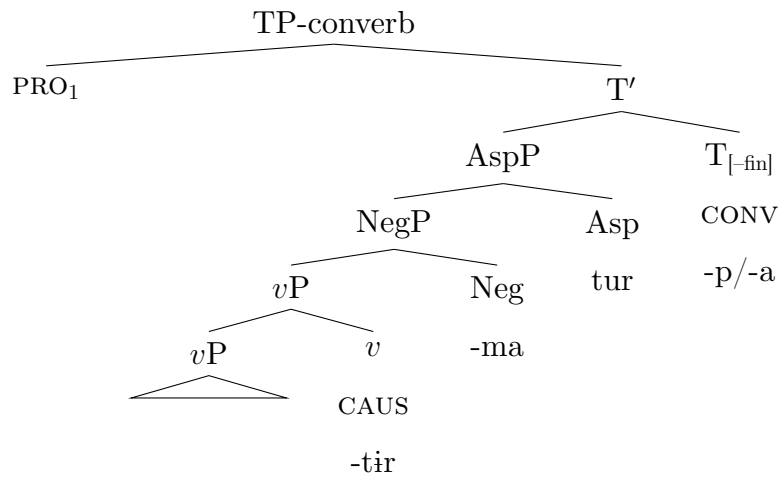 TP-converb
PRO₁ T′
AspP T[–fin]
NegP Asp CONV
vP Neg tur -p/-a
vP v -ma
CAUS
-tɨr